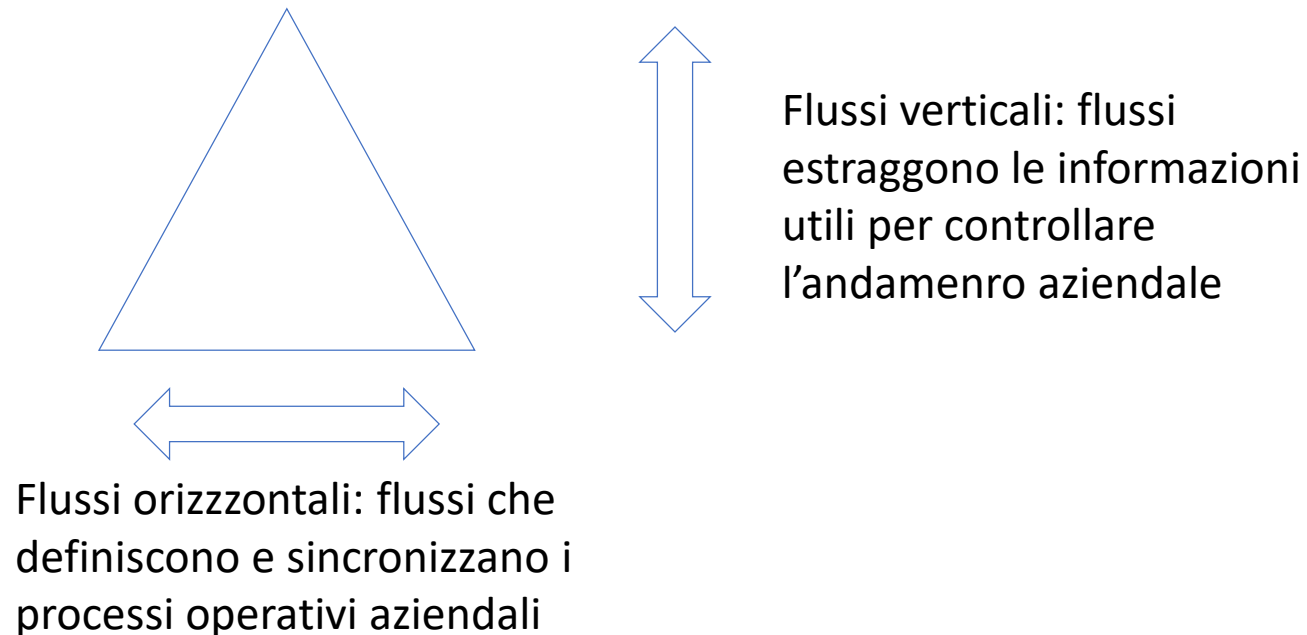 Flussi verticali: flussi
estraggono le informazioni
utili per controllare
l’andamenro aziendale
Flussi orizzzontali: flussi che
definiscono e sincronizzano i
processi operativi aziendali